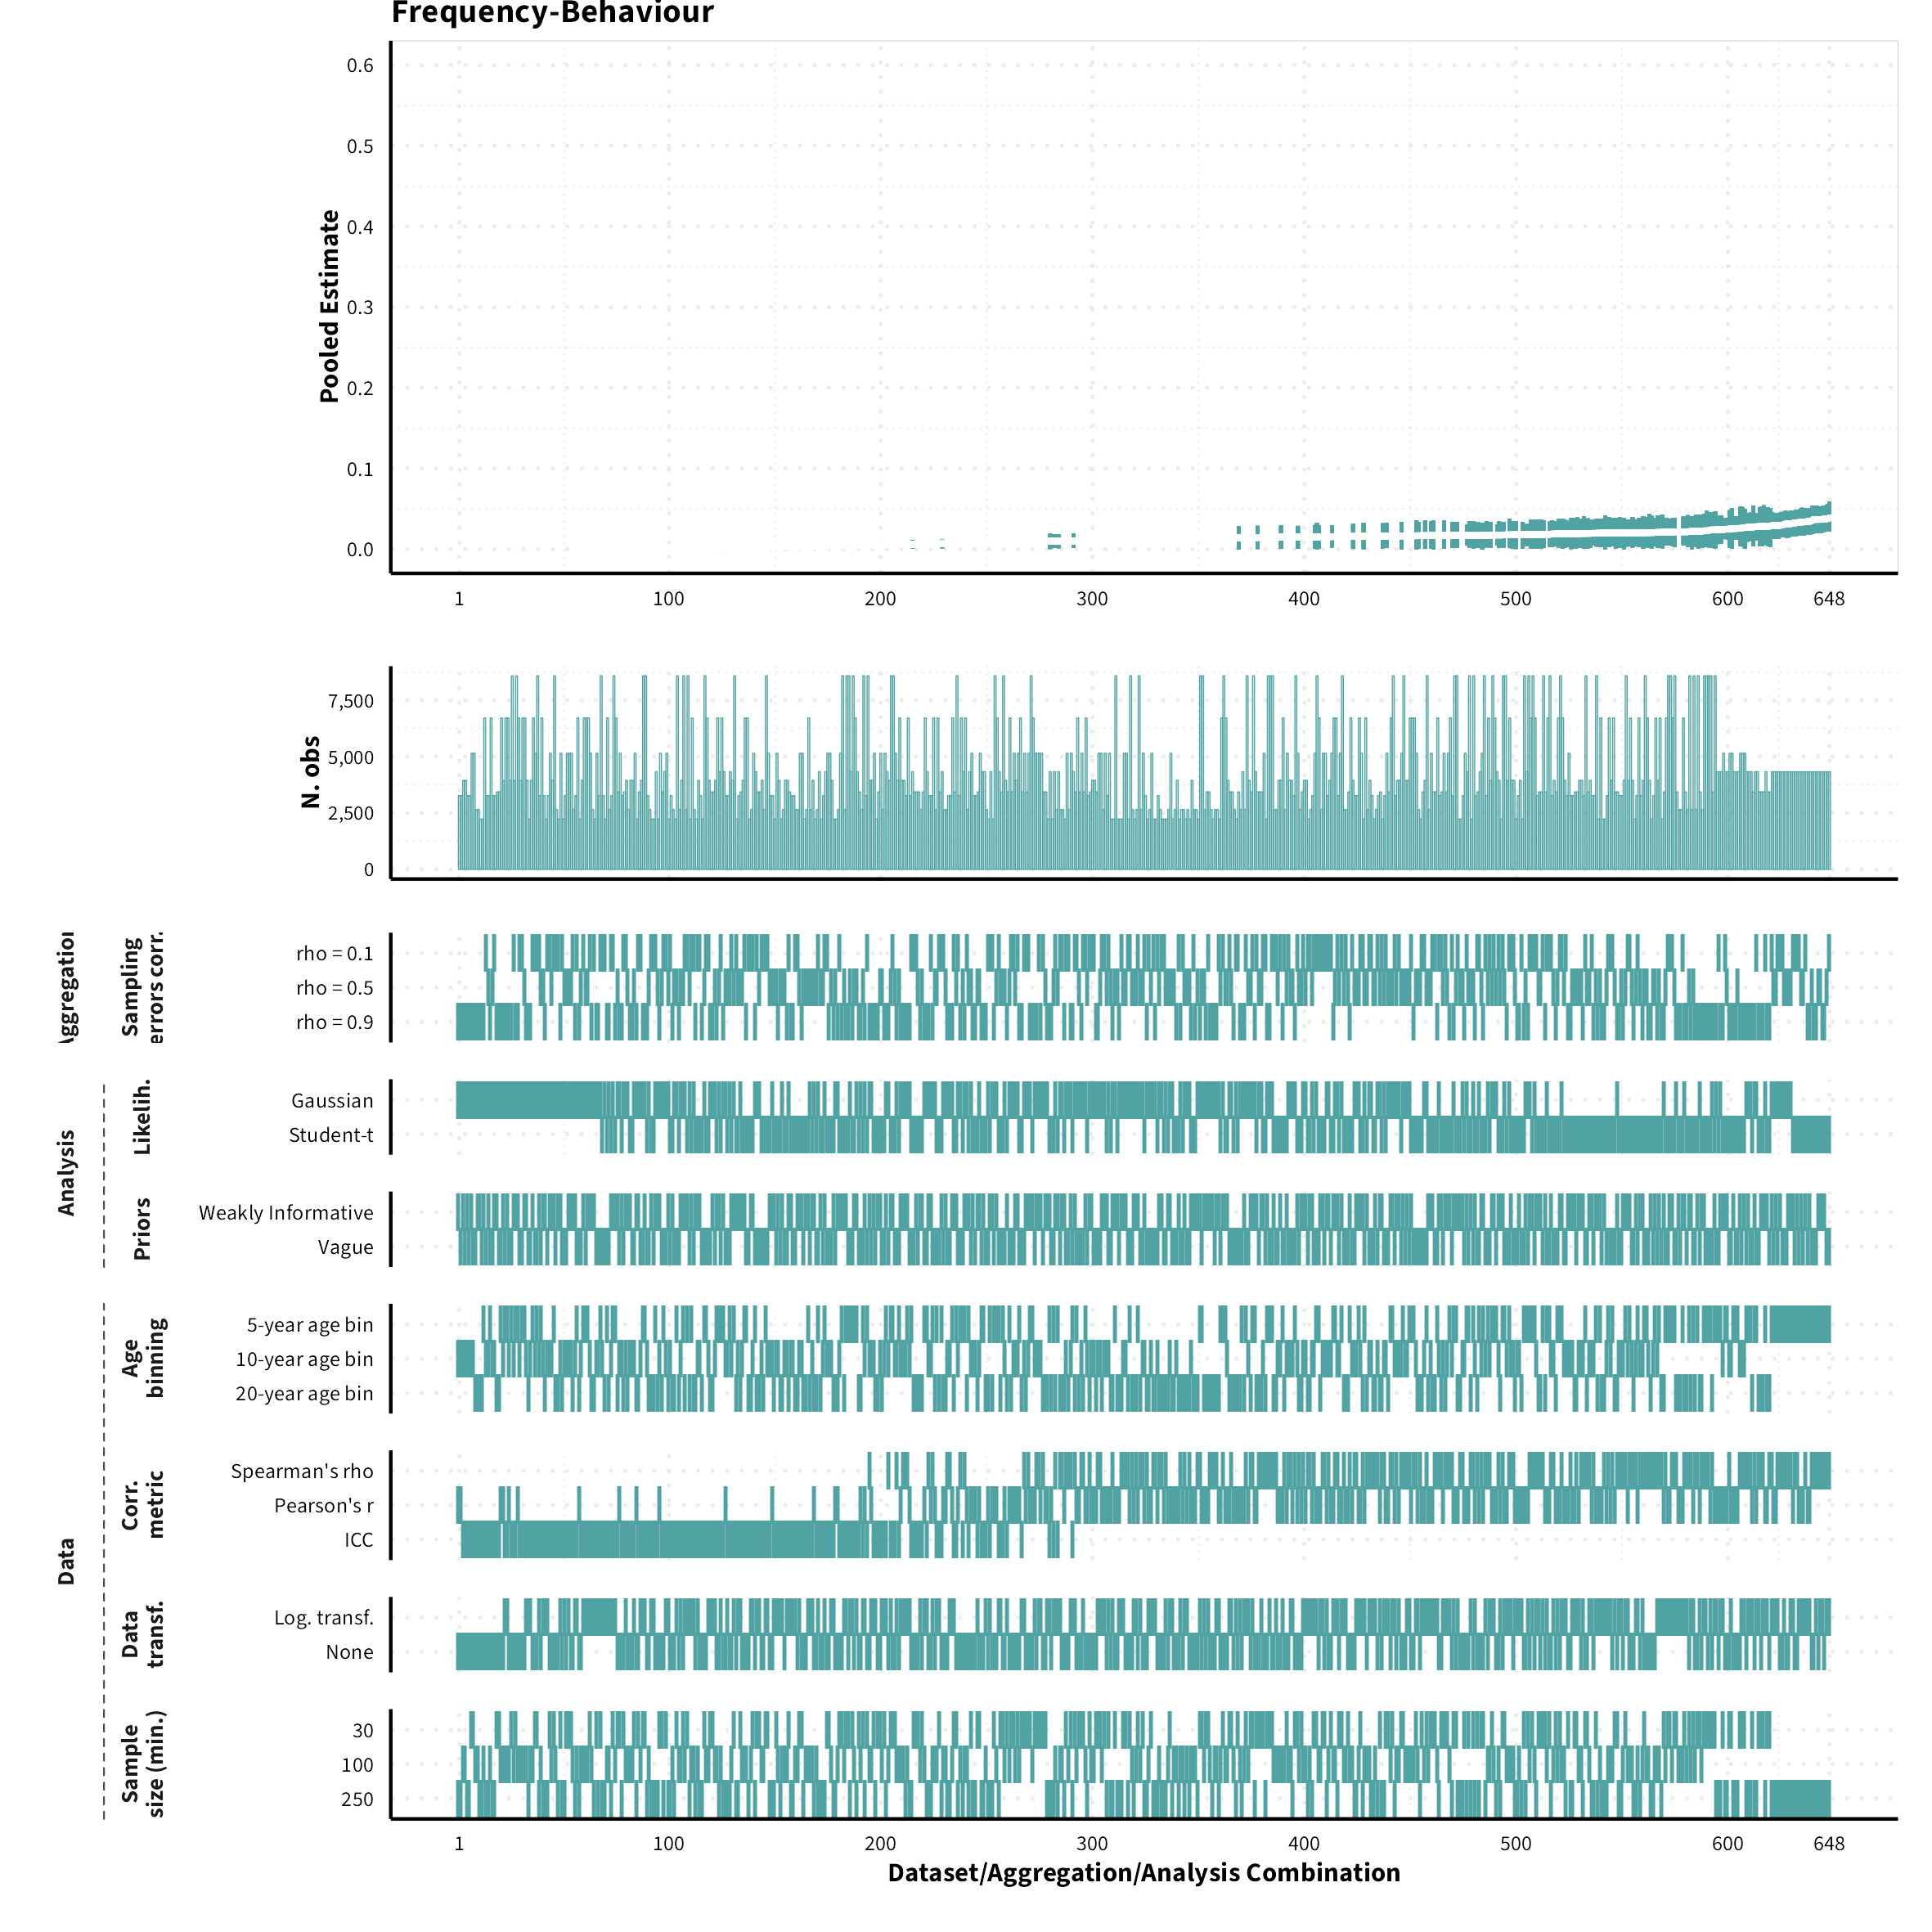 Frequency-Behaviour
Pooled Estimate
0.6
0.5
0.4
0.3
0.2
0.1
0.0
1 100 200 300 400 500 600 648
N. obs
7,500
5,000
2,500
0
Aggregation
Sampling
errors corr.
rho = 0.1
rho = 0.5
rho = 0.9
Analysis
Likelih.
Gaussian
Student-t
Priors
Weakly Informative
Vague
Data
Age
binning
5-year age bin
10-year age bin
20-year age bin
Corr.
metric
Spearman's rho
Pearson's r
ICC
Data
transf.
Log. transf.
None
Sample
size (min.)
30
100
250
1 100 200 300 400 500 600 648
Dataset/Aggregation/Analysis Combination